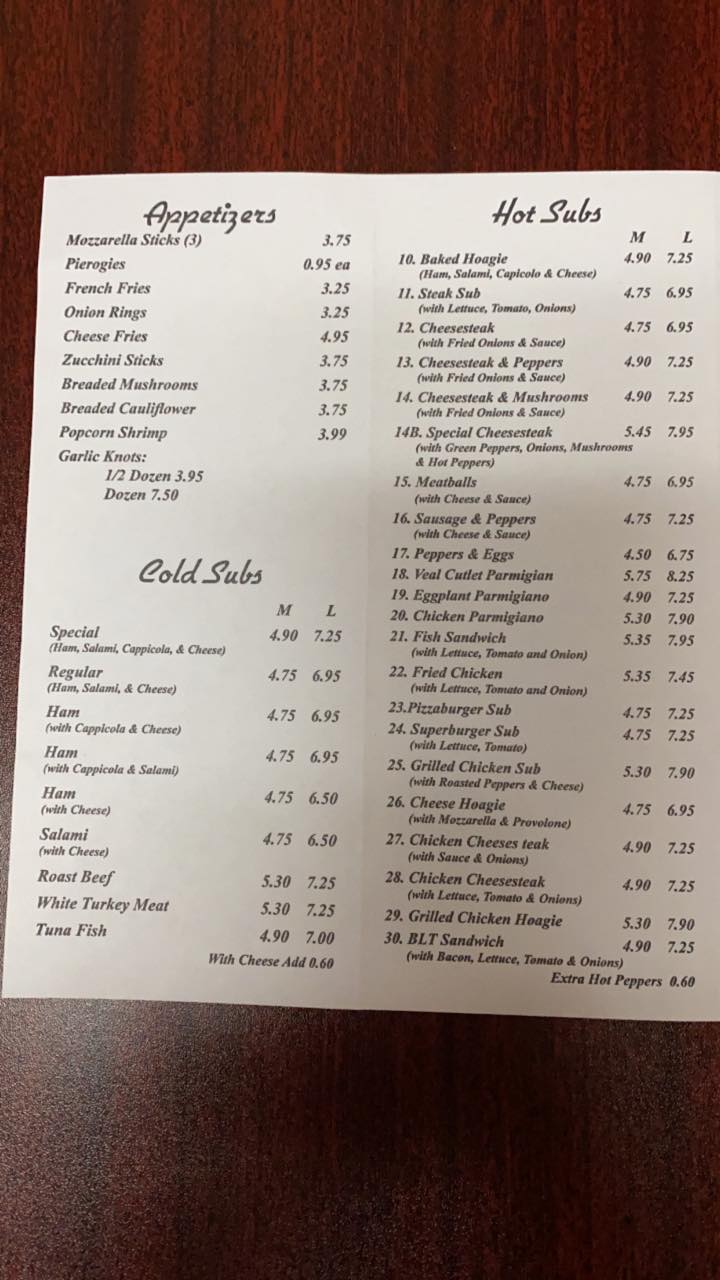 Appetizers
Mozzarella Sticks (3) 3.75
Pierogies 0.95 ea
French Fries 3.25
Onion Rings 3.25
Cheese Fries 4.95
Zucchini Sticks 3.75
Breaded Mushrooms 3.75
Breaded Cauliflower 3.75
Popcorn Shrimp 3.99
Garlic Knots:
1/2 Dozen 3.95
Dozen 7.50
Cold Subs
M L
Special 4.90 7.25
(Ham, Salami, Cappicola, & Cheese)
Regular 4.75 6.95
(Ham, Salami, & Cheese)
Ham 4.75 6.95
(with Cappicola & Cheese)
Ham 4.75 6.95
(with Cappicola & Salami)
Ham 4.75 6.50
(with Cheese)
Salami 4.75 6.50
(with Cheese)
Roast Beef 5.30 7.25
White Turkey Meat 5.30 7.25
Tuna Fish 4.90 7.00
With Cheese Add 0.60
Hot Subs
M L
10. Baked Hoagie 4.90 7.25
(Ham, Salami, Capicolo & Cheese)
11. Steak Sub 4.75 6.95
(with Lettuce, Tomato, Onions)
12. Cheesesteak 4.75 6.95
(with Fried Onions & Sauce)
13. Cheesesteak & Peppers 4.90 7.25
(with Fried Onions & Sauce)
14. Cheesesteak & Mushrooms 4.90 7.25
(with Fried Onions & Sauce)
14B. Special Cheesesteak 5.45 7.95
(with Green Peppers, Onions, Mushrooms
& Hot Peppers)
15. Meatballs 4.75 6.95
(with Cheese & Sauce)
16. Sausage & Peppers 4.75 7.25
(with Cheese & Sauce)
17. Peppers & Eggs 4.50 6.75
18. Veal Cutlet Parmigian 5.75 8.25
19. Eggplant Parmigiano 4.90 7.25
20. Chicken Parmigiano 5.30 7.90
21. Fish Sandwich 5.35 7.95
(with Lettuce, Tomato and Onion)
22. Fried Chicken 5.35 7.45
(with Lettuce, Tomato and Onion)
23.Pizzaburger Sub 4.75 7.25
24. Superburger Sub 4.75 7.25
(with Lettuce, Tomato)
25. Grilled Chicken Sub 5.30 7.90
(with Roasted Peppers & Cheese)
26. Cheese Hoagie 4.75 6.95
(with Mozzarella & Provolone)
27. Chicken Cheeses teak 4.90 7.25
(with Sauce & Onions)
28. Chicken Cheesesteak 4.90 7.25
(with Lettuce, Tomato & Onions)
29. Grilled Chicken Hoagie 5.30 7.90
30. BLT Sandwich 4.90 7.25
(with Bacon, Lettuce, Tomato & Onions)
Extra Hot Peppers 0.60